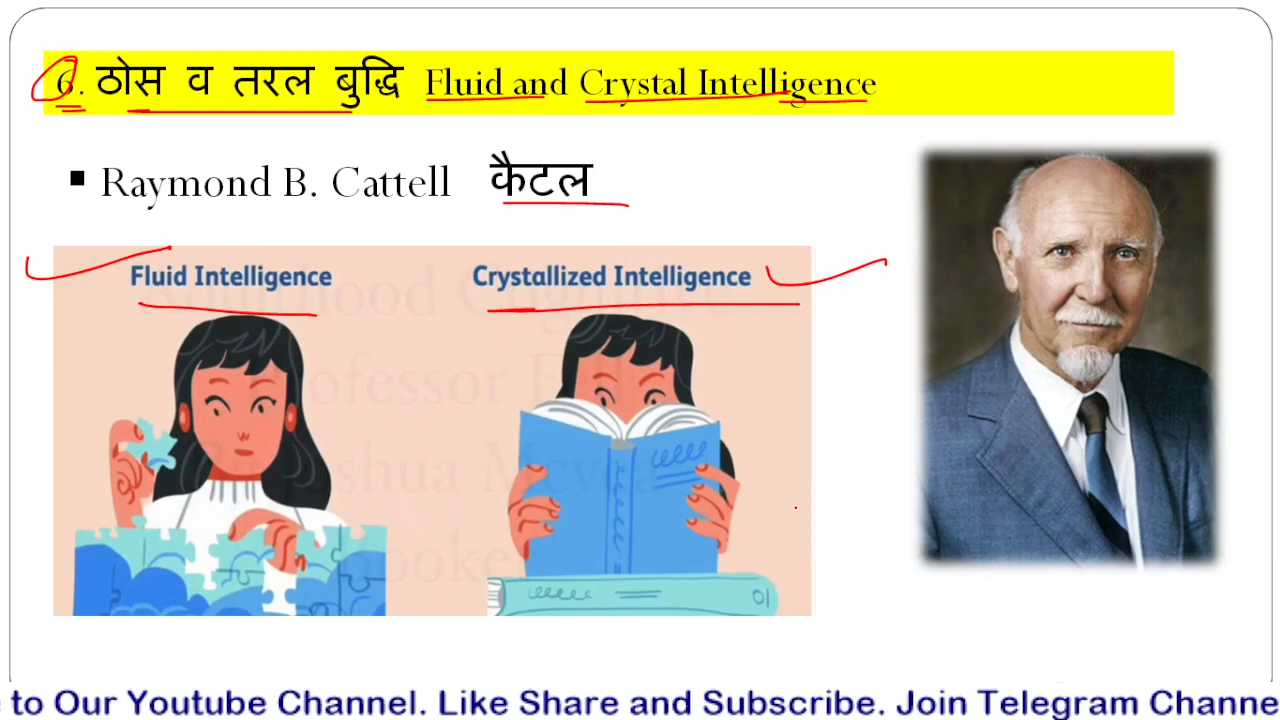 6. ठोस व तरल बुद्धि Fluid and Crystal Intelligence
Raymond B. Cattell कैटल
Fluid Intelligence
Crystallized Intelligence
to Our Youtube Channel. Like Share and Subscribe. Join Telegram Channe